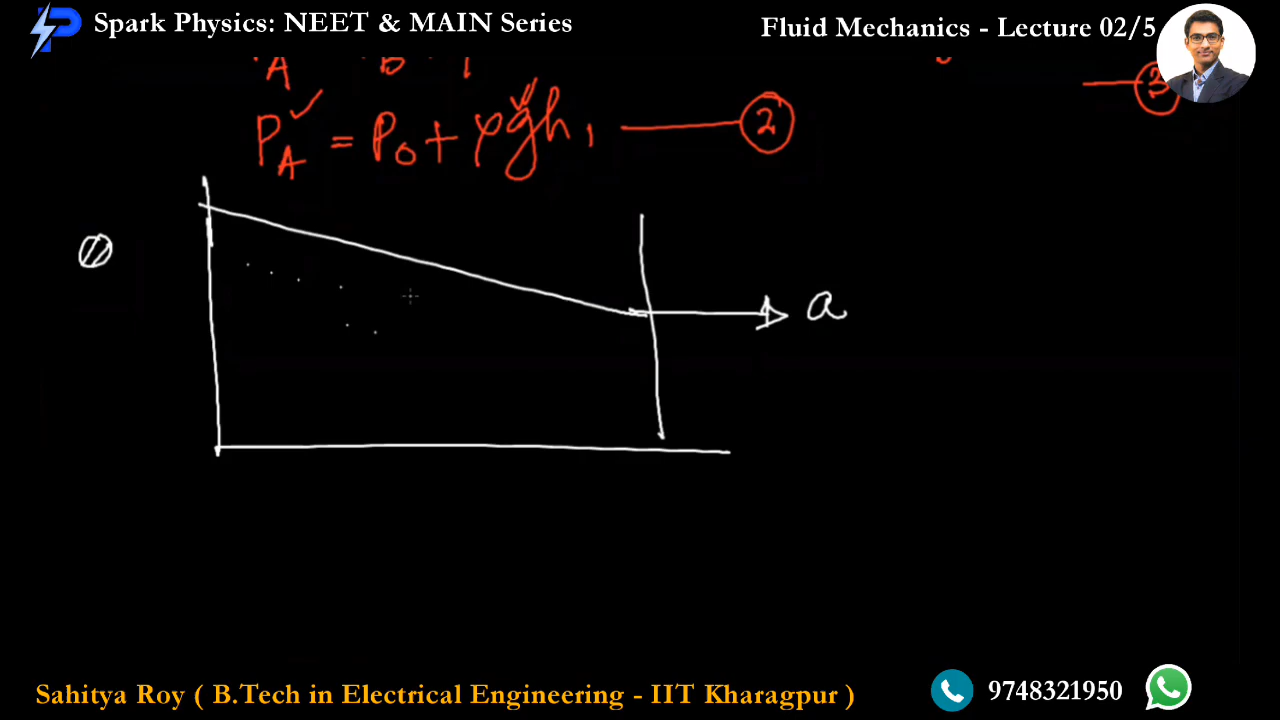 Spark Physics: NEET & MAIN Series
Fluid Mechanics - Lecture 02/5
3
P_A = P_0 + ρgh_1 —— 2
a
Sahitya Roy ( B.Tech in Electrical Engineering - IIT Kharagpur )
9748321950